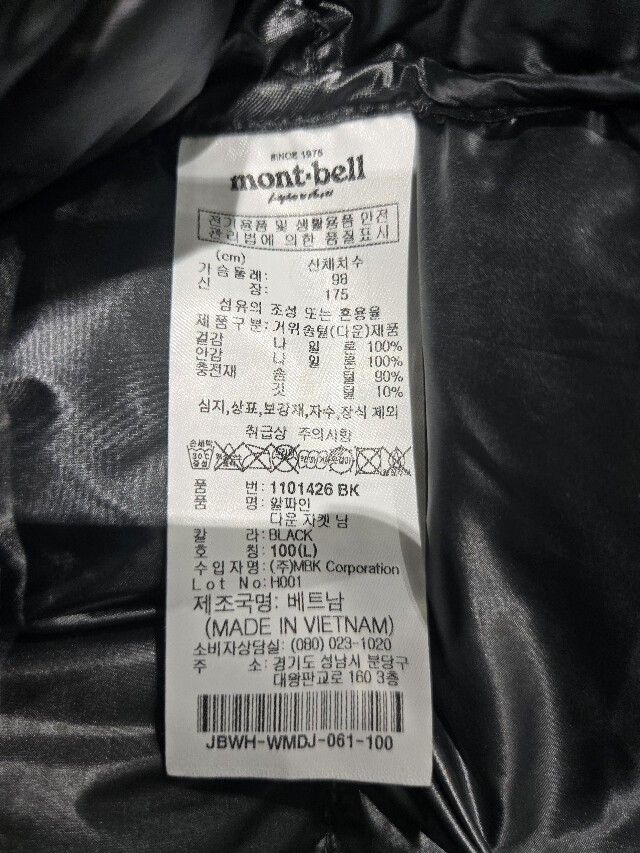 SINCE 1975
mont·bell
전기용품 및 생활용품 안전
관리법에 의한 품질표시
(cm) 신체치수
가슴둘레: 98
신 장: 175
섬유의 조성 또는 혼용율
제품구분: 거위솜털(다운)제품
겉감 나 일 론 100%
안감 나 일 론 100%
충전재 솜 털 90%
깃 털 10%
심지,상표,보강재,자수,장식 제외
취급상 주의사항
손세탁
30℃
중성
품 번: 1101426 BK
품 명: 알파인
다운 자켓 남
칼 라: BLACK
호 칭: 100(L)
수입자명: (주)MBK Corporation
Lot No: H001
제조국명: 베트남
(MADE IN VIETNAM)
소비자상담실: (080) 023-1020
주 소: 경기도 성남시 분당구
대왕판교로 160 3층
JBWH-WMDJ-061-100